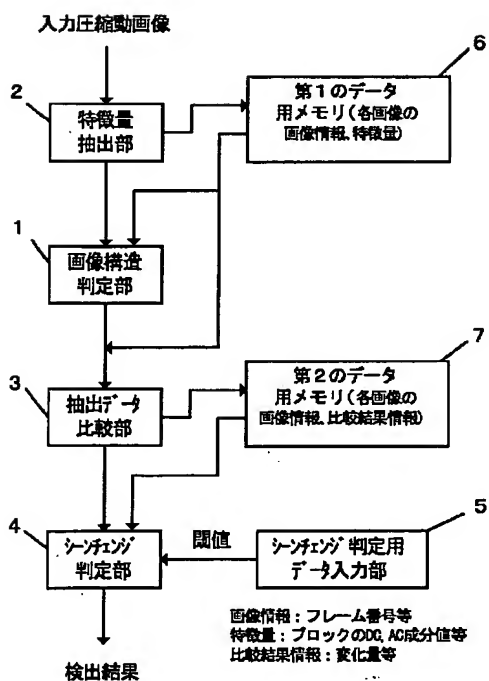 入力圧縮動画像
2
特徴量
抽出部
6
第1のデータ
用メモリ(各画像の
画像情報、特徴量)
1
画像構造
判定部
3
抽出データ
比較部
7
第2のデータ
用メモリ(各画像の
画像情報、比較結果情報)
4
シーンチェンジ
判定部
閾値
5
シーンチェンジ判定用
データ入力部
検出結果
画像情報:フレーム番号等
特徴量:ブロックのDC, AC成分値等
比較結果情報:変化量等